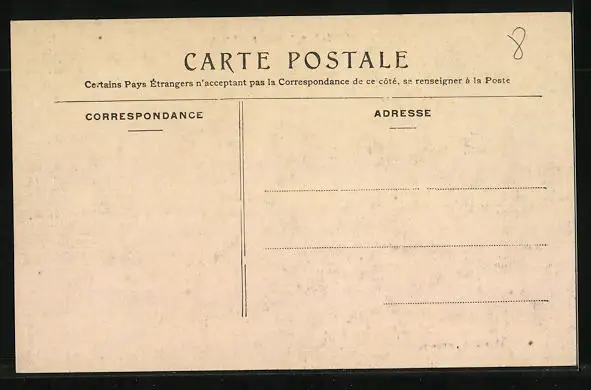 8
CARTE POSTALE
Certains Pays Étrangers n'acceptant pas la Correspondance de ce côté, se renseigner à la Poste
CORRESPONDANCE
ADRESSE